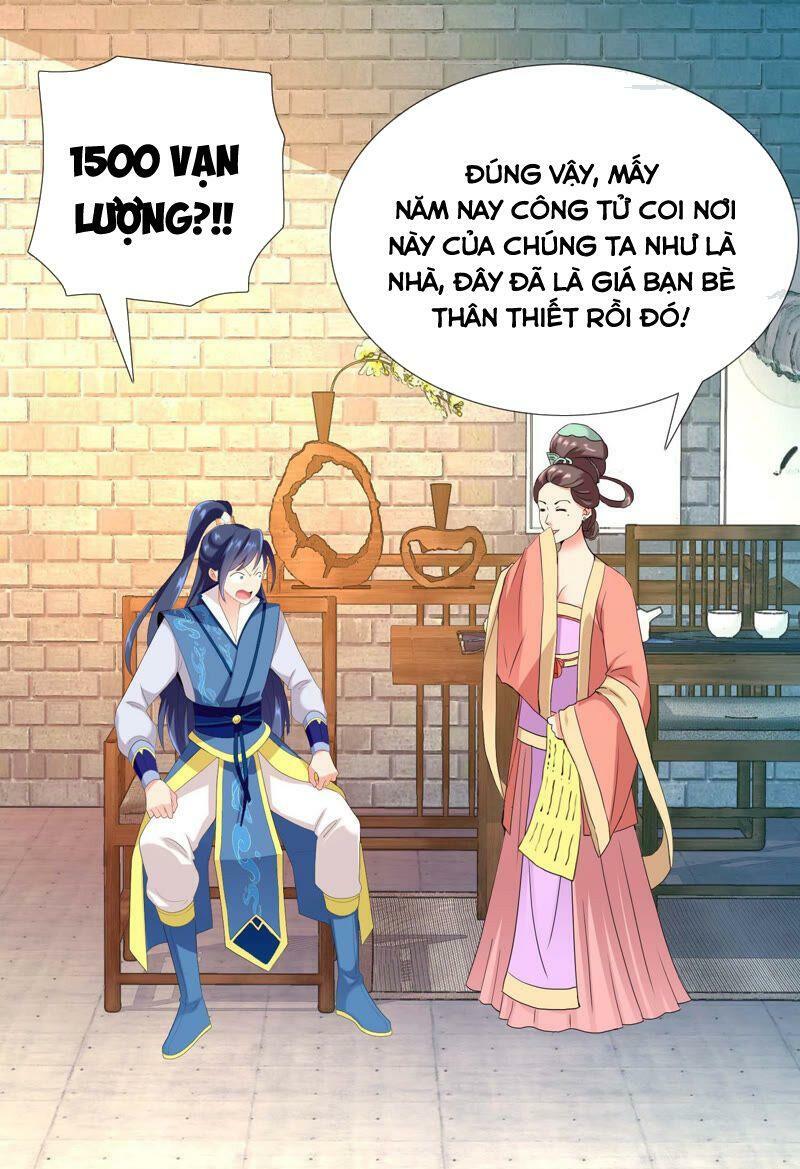 1500 VẠN
LƯỢNG?!!
ĐÚNG VẬY, MẤY
NĂM NAY CÔNG TỬ COI NƠI
NÀY CỦA CHÚNG TA NHƯ LÀ
NHÀ, ĐÂY ĐÃ LÀ GIÁ BẠN BÈ
THÂN THIẾT RỒI ĐÓ!